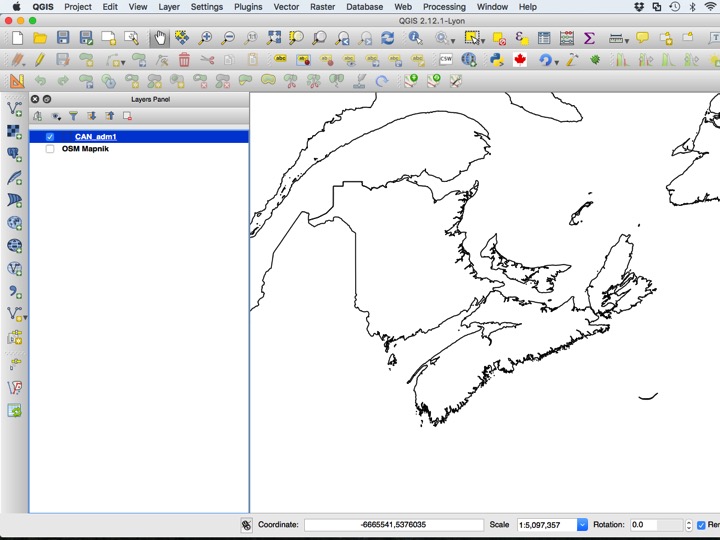 QGIS Project Edit View Layer Settings Plugins Vector Raster Database Web Processing Window Help
QGIS 2.12.1-Lyon
abc abc abc abc abc abc CSW
Layers Panel
CAN_adm1
OSM Mapnik
Coordinate: -6665541,5376035 Scale 1:5,097,357 Rotation: 0.0 Ren